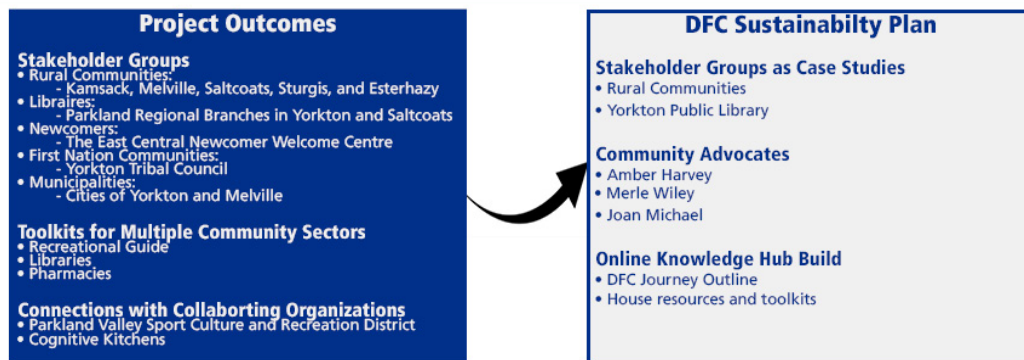 Project Outcomes
Stakeholder Groups
• Rural Communities:
- Kamsack, Melville, Saltcoats, Sturgis, and Esterhazy
• Libraires:
- Parkland Regional Branches in Yorkton and Saltcoats
• Newcomers:
- The East Central Newcomer Welcome Centre
• First Nation Communities:
- Yorkton Tribal Council
• Municipalities:
- Cities of Yorkton and Melville
Toolkits for Multiple Community Sectors
• Recreational Guide
• Libraries
• Pharmacies
Connections with Collaborting Organizations
• Parkland Valley Sport Culture and Recreation District
• Cognitive Kitchens
DFC Sustainabilty Plan
Stakeholder Groups as Case Studies
• Rural Communities
• Yorkton Public Library
Community Advocates
• Amber Harvey
• Merle Wiley
• Joan Michael
Online Knowledge Hub Build
• DFC Journey Outline
• House resources and toolkits